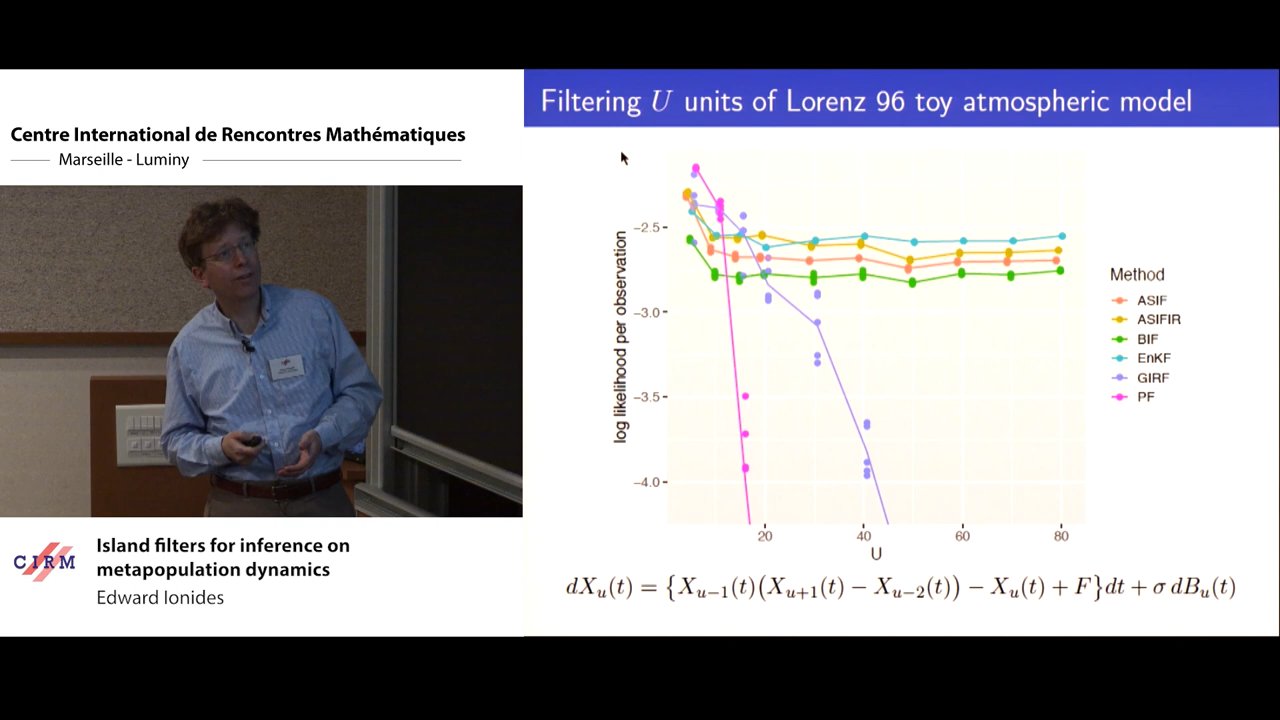 Centre International de Rencontres Mathématiques
Marseille - Luminy
CIRM
Island filters for inference on
metapopulation dynamics
Edward Ionides
Filtering U units of Lorenz 96 toy atmospheric model
log likelihood per observation
−2.5
−3.0
−3.5
−4.0
20 40 60 80
U
Method
ASIF
ASIFIR
BIF
EnKF
GIRF
PF
dX_u(t) = {X_{u−1}(t)(X_{u+1}(t) − X_{u−2}(t)) − X_u(t) + F}dt + σ dB_u(t)